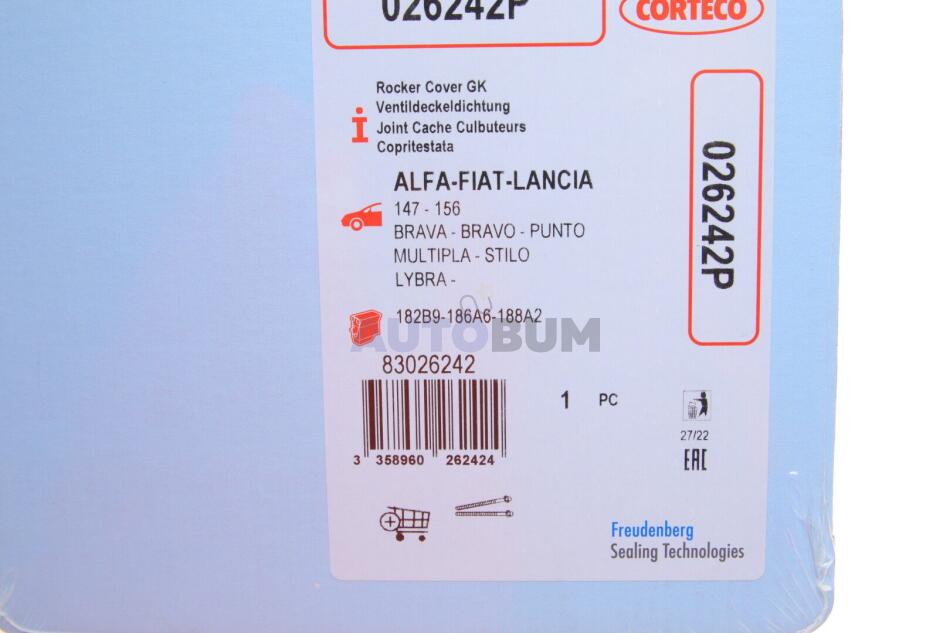 026242P
CORTECO
Rocker Cover GK
Ventildeckeldichtung
Joint Cache Culbuteurs
Copritestata
ALFA-FIAT-LANCIA
147 - 156
BRAVA - BRAVO - PUNTO
MULTIPLA - STILO
LYBRA -
182B9-186A6-188A2
AUTOBUM
83026242
3 358960 262424
1 PC
27/22
EAC
026242P
Freudenberg
Sealing Technologies